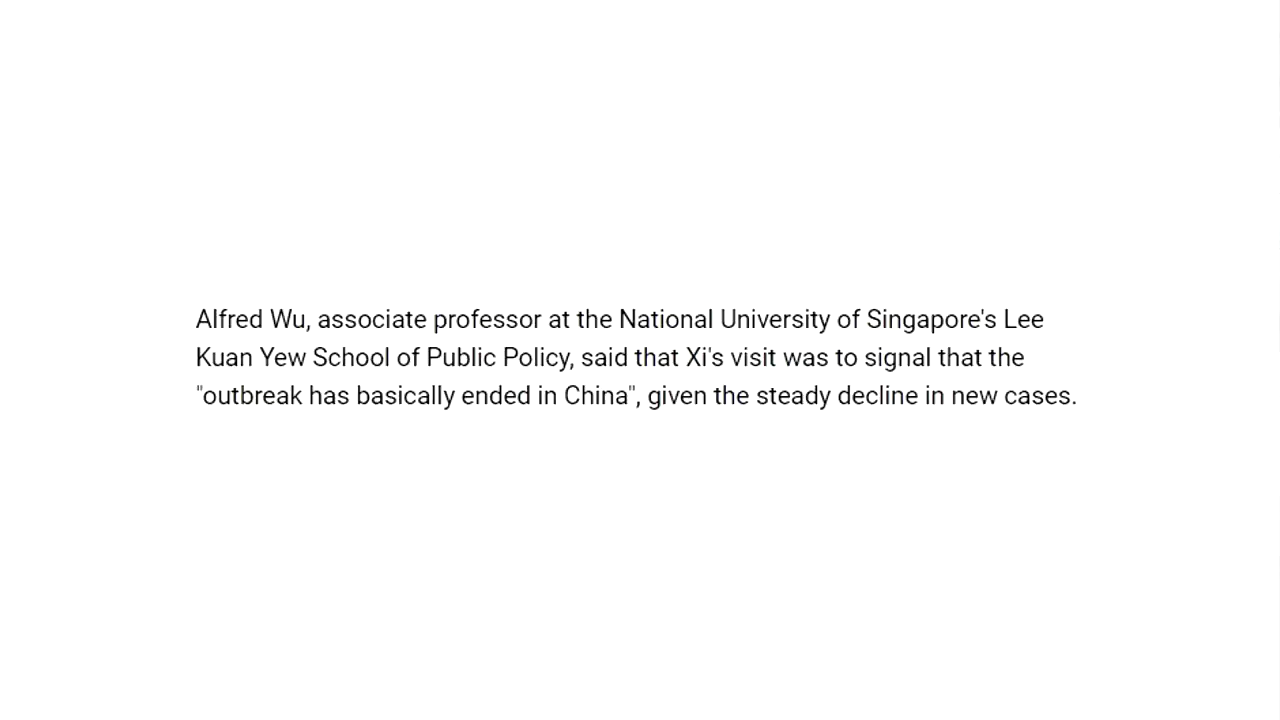 Alfred Wu, associate professor at the National University of Singapore's Lee
Kuan Yew School of Public Policy, said that Xi's visit was to signal that the
"outbreak has basically ended in China", given the steady decline in new cases.